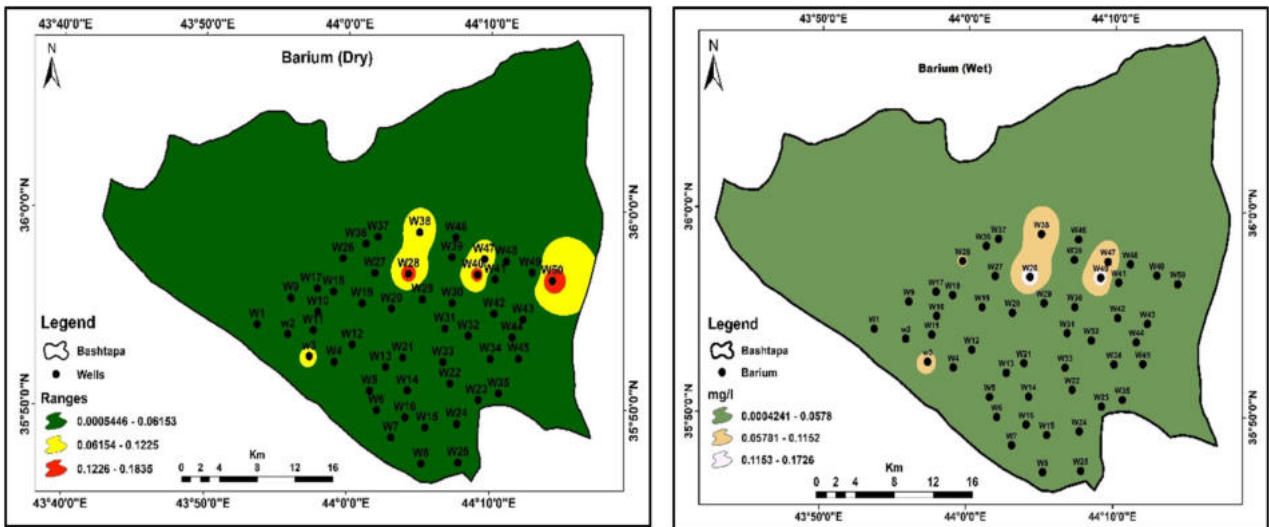 43°40'0"E 43°50'0"E 44°0'0"E 44°10'0"E
N
Barium (Dry)
36°0'0"N
36°0'0"N
W38
W37
W36
W46
W26
W39
W47
W48
W27
W28
W40
W41
W49
W50
W17
W18
W9
W10
W19
W20
W29
W30
W42
W43
W1
w2
W11
W31
W32
W44
W12
w3
W4
W13
W21
W33
W34
W45
W5
W14
W22
W35
W23
W6
W16
W15
W24
W7
W8
W25
Legend
Bashtapa
Wells
Ranges
0.0005446 - 0.06153
0.06154 - 0.1225
0.1226 - 0.1835
Km
0 2 4 8 12 16
35°50'0"N
35°50'0"N
43°40'0"E 43°50'0"E 44°0'0"E 44°10'0"E
43°50'0"E 44°0'0"E 44°10'0"E
N
Barium (Wet)
36°0'0"N
36°0'0"N
W38
W37
W36
W46
W39
W47
W48
W27
W40
W41
W49
W50
W17
W18
W9
W10
W19
W20
W29
W30
W42
W43
W1
w2
W11
W31
W32
W44
W12
w3
W4
W13
W21
W33
W34
W45
W5
W14
W22
W35
W23
W6
W16
W15
W24
W7
W8
W25
Legend
Bashtapa
Barium
mg/l
0.0004241 - 0.0578
0.05781 - 0.1152
0.1153 - 0.1726
Km
0 2 4 8 12 16
35°50'0"N
35°50'0"N
43°50'0"E 44°0'0"E 44°10'0"E